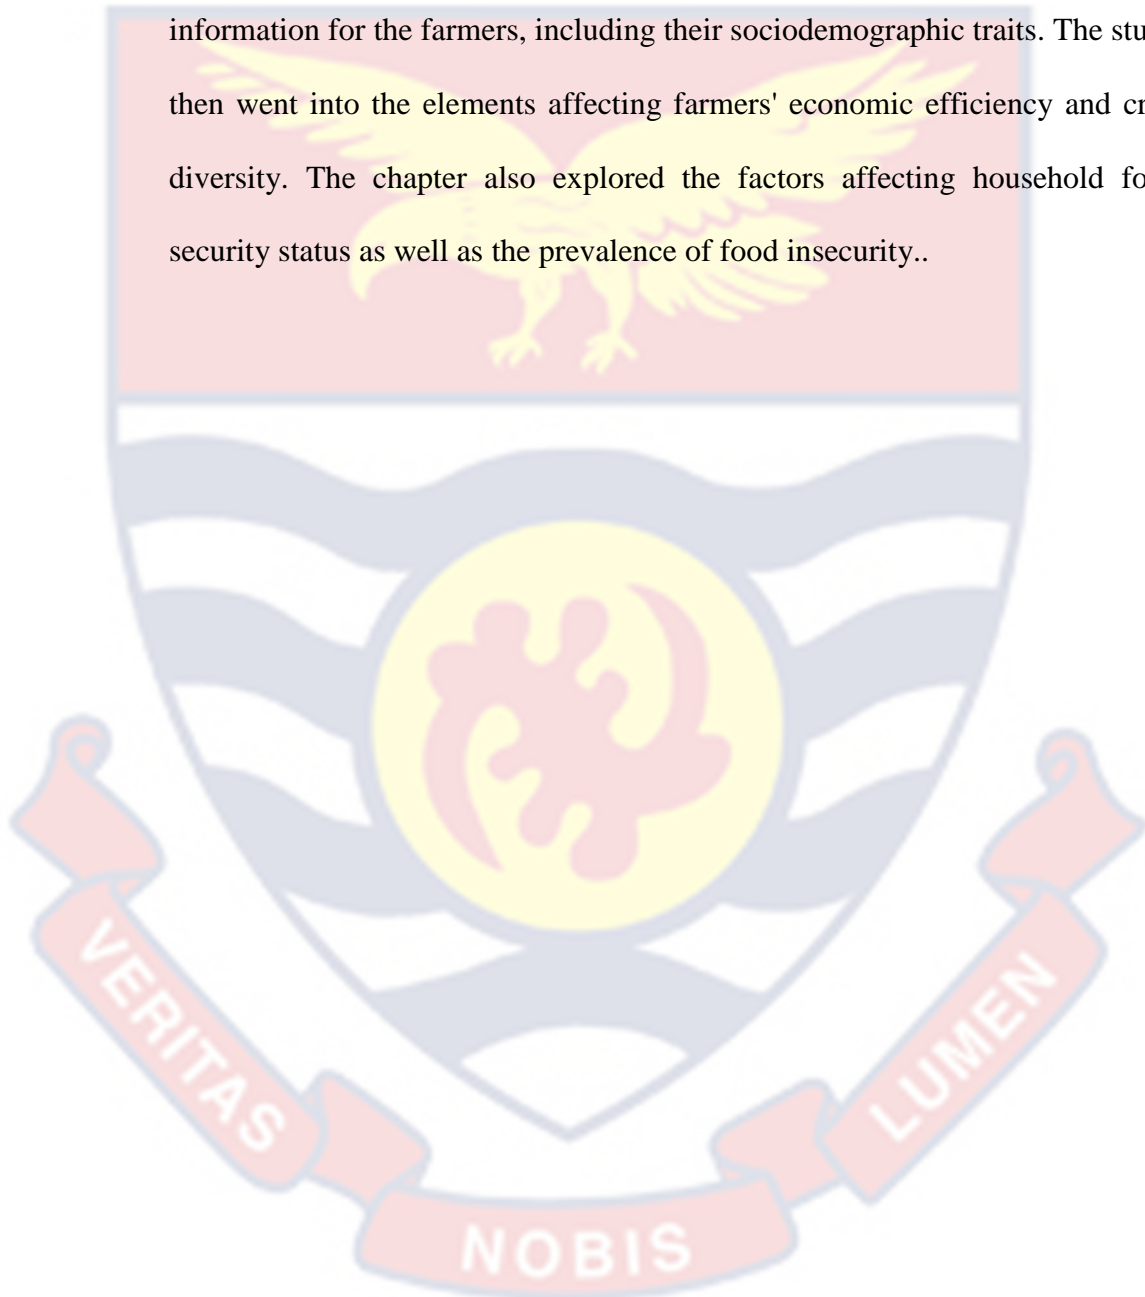 information for the farmers, including their sociodemographic traits. The stu
then went into the elements affecting farmers' economic efficiency and cr
diversity. The chapter also explored the factors affecting household fo
security status as well as the prevalence of food insecurity..
VERITAS
NOBIS
LUMEN